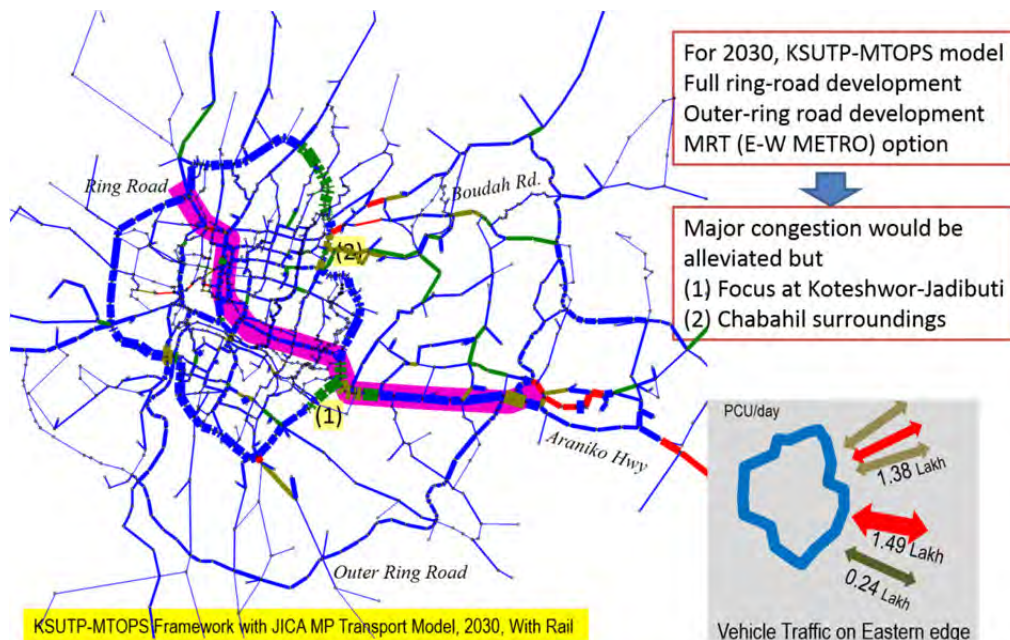 For 2030, KSUTP-MTOPS model
Full ring-road development
Outer-ring road development
MRT (E-W METRO) option
Major congestion would be
alleviated but
(1) Focus at Koteshwor-Jadibuti
(2) Chabahil surroundings
Ring Road
Boudah Rd.
(2)
(1)
Araniko Hwy
Outer Ring Road
PCU/day
1.38 Lakh
1.49 Lakh
0.24 Lakh
Vehicle Traffic on Eastern edge
KSUTP-MTOPS Framework with JICA MP Transport Model, 2030, With Rail